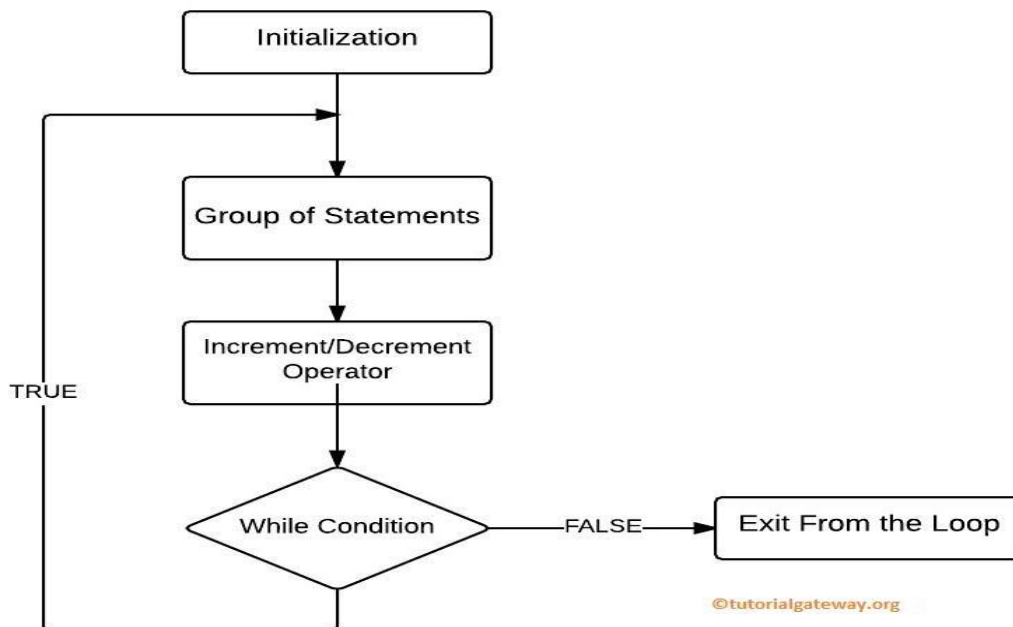 Initialization
Group of Statements
Increment/Decrement
Operator
TRUE
While Condition
FALSE
Exit From the Loop
©tutorialgateway.org